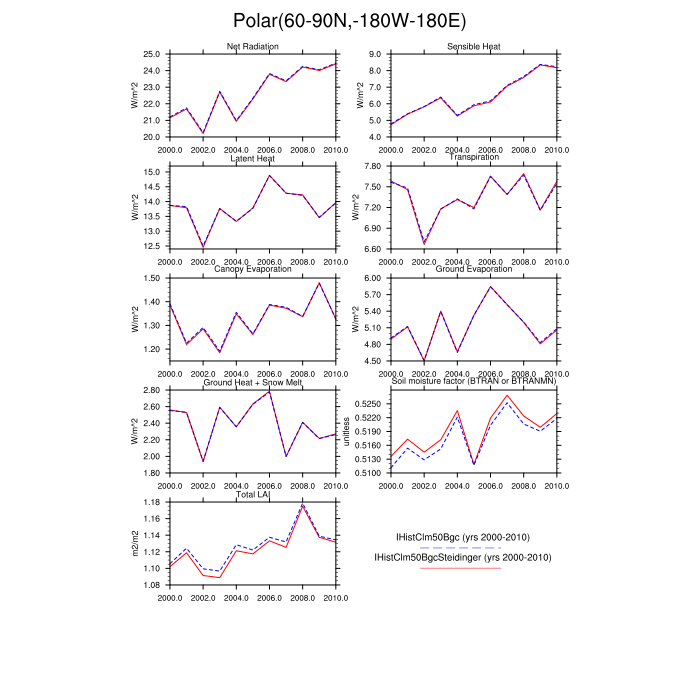 Polar(60-90N,-180W-180E)
Net Radiation
25.0
24.0
23.0
22.0
21.0
20.0
W/m^2
2000.0 2002.0 2004.0 2006.0 2008.0 2010.0
Sensible Heat
9.0
8.0
7.0
6.0
5.0
4.0
W/m^2
2000.0 2002.0 2004.0 2006.0 2008.0 2010.0
Latent Heat
15.0
14.5
14.0
13.5
13.0
12.5
W/m^2
2000.0 2002.0 2004.0 2006.0 2008.0 2010.0
Transpiration
7.80
7.50
7.20
6.90
6.60
W/m^2
2000.0 2002.0 2004.0 2006.0 2008.0 2010.0
Canopy Evaporation
1.50
1.40
1.30
1.20
W/m^2
2000.0 2002.0 2004.0 2006.0 2008.0 2010.0
Ground Evaporation
6.00
5.70
5.40
5.10
4.80
4.50
W/m^2
2000.0 2002.0 2004.0 2006.0 2008.0 2010.0
Ground Heat + Snow Melt
2.80
2.60
2.40
2.20
2.00
1.80
W/m^2
2000.0 2002.0 2004.0 2006.0 2008.0 2010.0
Soil moisture factor (BTRAN or BTRANMN)
0.5250
0.5220
0.5190
0.5160
0.5130
0.5100
unitless
2000.0 2002.0 2004.0 2006.0 2008.0 2010.0
Total LAI
1.18
1.16
1.14
1.12
1.10
1.08
m2/m2
2000.0 2002.0 2004.0 2006.0 2008.0 2010.0
IHistClm50Bgc (yrs 2000-2010)
IHistClm50BgcSteidinger (yrs 2000-2010)